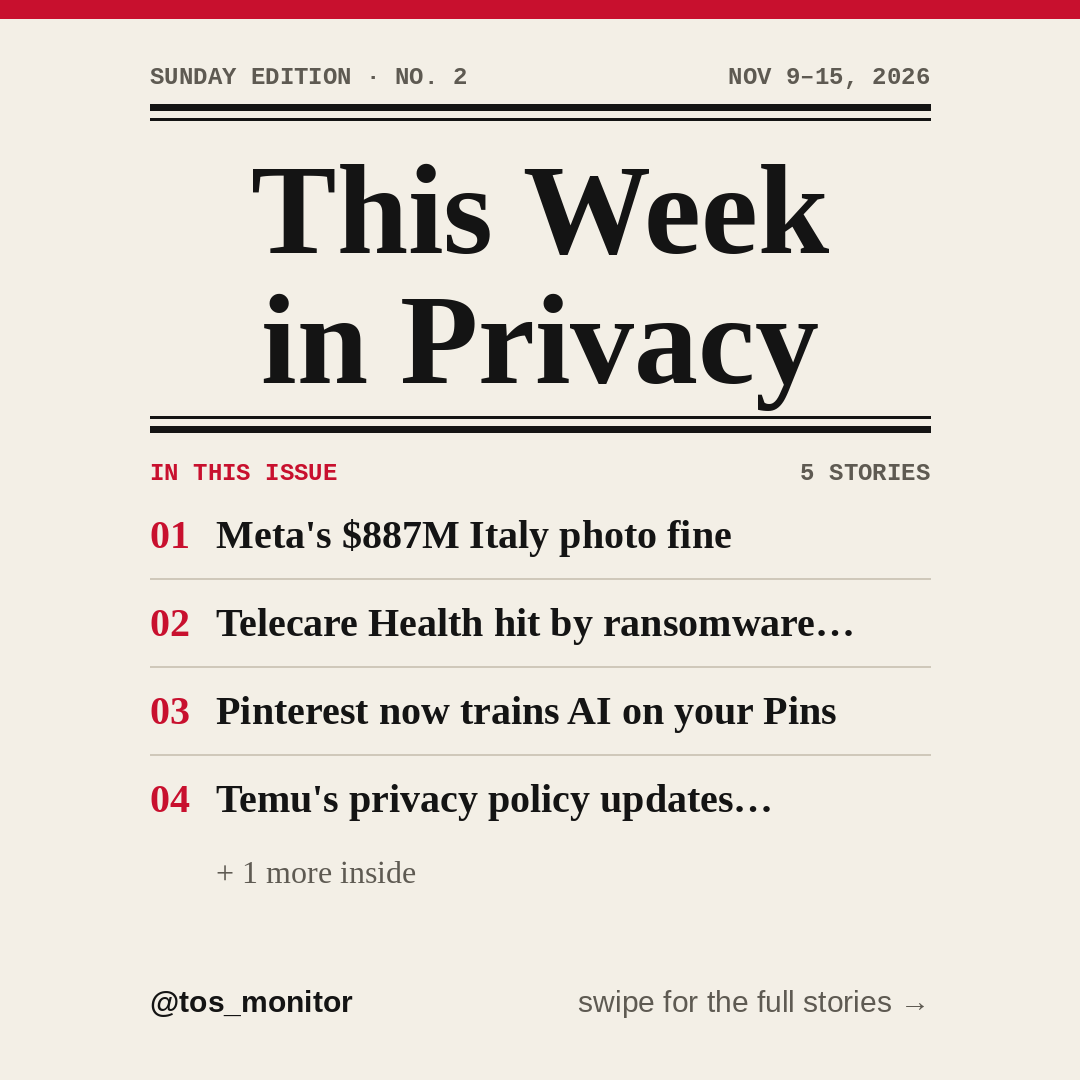 SUNDAY EDITION · NO. 2
NOV 9–15, 2026
This Week
in Privacy
IN THIS ISSUE
5 STORIES
01 Meta's $887M Italy photo fine
02 Telecare Health hit by ransomware…
03 Pinterest now trains AI on your Pins
04 Temu's privacy policy updates…
+ 1 more inside
@tos_monitor
swipe for the full stories →